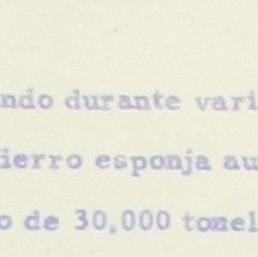 ndo durante vari
ierro esponja au
o de 30,000 tonel